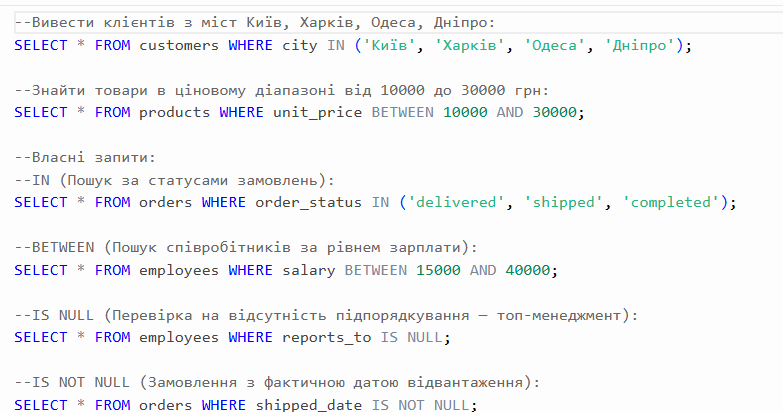 --Вивести клієнтів з міст Київ, Харків, Одеса, Дніпро:
SELECT * FROM customers WHERE city IN ('Київ', 'Харків', 'Одеса', 'Дніпро');
--Знайти товари в ціновому діапазоні від 10000 до 30000 грн:
SELECT * FROM products WHERE unit_price BETWEEN 10000 AND 30000;
--Власні запити:
--IN (Пошук за статусами замовлень):
SELECT * FROM orders WHERE order_status IN ('delivered', 'shipped', 'completed');
--BETWEEN (Пошук співробітників за рівнем зарплати):
SELECT * FROM employees WHERE salary BETWEEN 15000 AND 40000;
--IS NULL (Перевірка на відсутність підпорядкування — топ-менеджмент):
SELECT * FROM employees WHERE reports_to IS NULL;
--IS NOT NULL (Замовлення з фактичною датою відвантаження):
SELECT * FROM orders WHERE shipped_date IS NOT NULL;